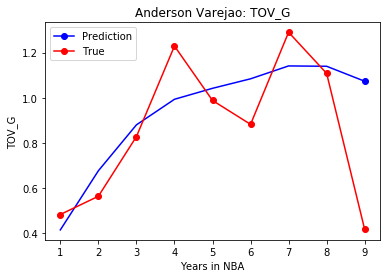 Anderson Varejao: TOV_G
Prediction
True
TOV_G
1.2
1.0
0.8
0.6
0.4
1 2 3 4 5 6 7 8 9
Years in NBA